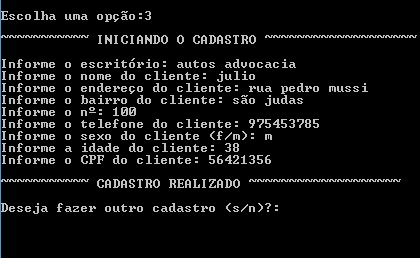 Escolha uma opção:3
~~~~~~~~~~~~ INICIANDO O CADASTRO ~~~~~~~~~~~~~~~~~~~~~
Informe o escritório: autos advocacia
Informe o nome do cliente: julio
Informe o endereço do cliente: rua pedro mussi
Informe o bairro do cliente: são judas
Informe o nº: 100
Informe o telefone do cliente: 975453785
Informe o sexo do cliente (f/m): m
Informe a idade do cliente: 38
Informe o CPF do cliente: 56421356
~~~~~~~~~~~~ CADASTRO REALIZADO ~~~~~~~~~~~~~~~~~~~~~
Deseja fazer outro cadastro (s/n)?: